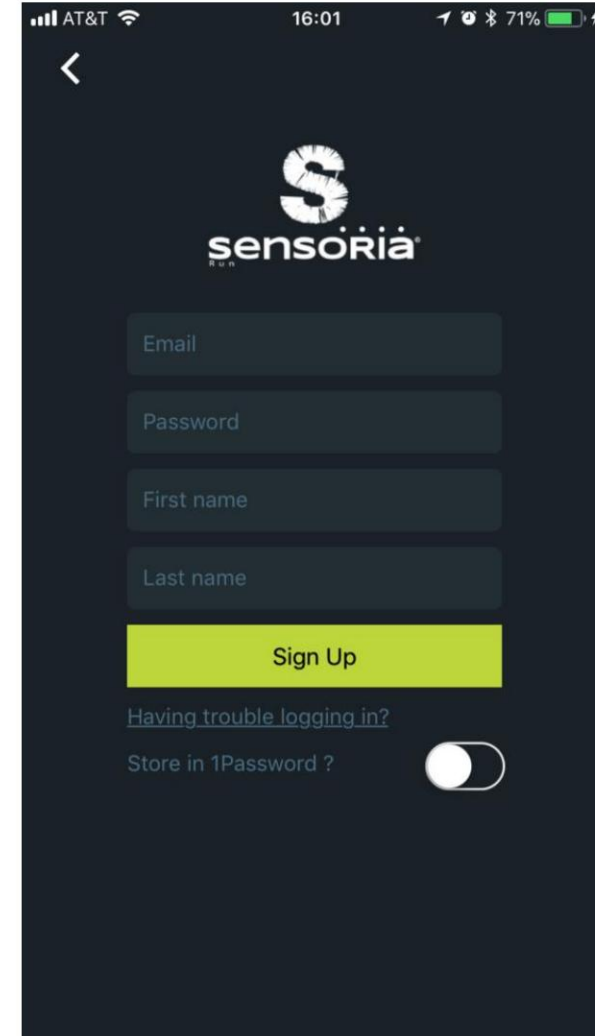 AT&T 16:01 71%
S
sensoria®
Run
Email
Password
First name
Last name
Sign Up
Having trouble logging in?
Store in 1Password ?